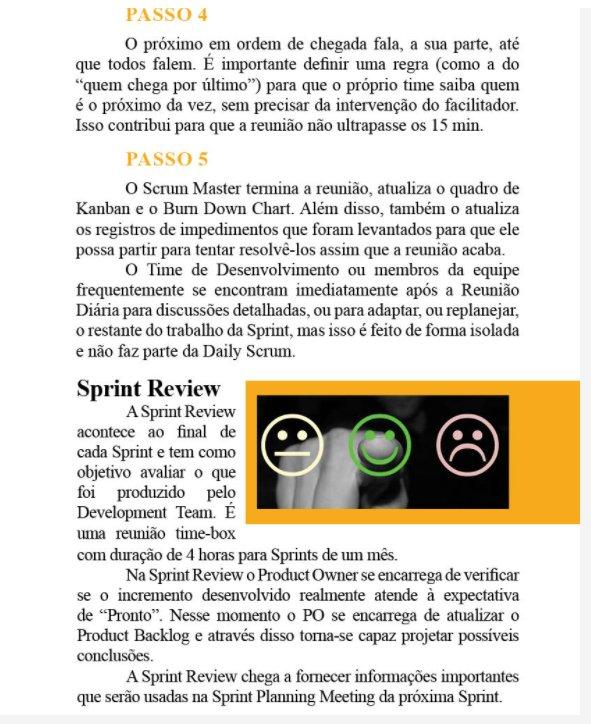 PASSO 4
O próximo em ordem de chegada fala, a sua parte, até
que todos falem. É importante definir uma regra (como a do
“quem chega por último”) para que o próprio time saiba quem
é o próximo da vez, sem precisar da intervenção do facilitador.
Isso contribui para que a reunião não ultrapasse os 15 min.
PASSO 5
O Scrum Master termina a reunião, atualiza o quadro de
Kanban e o Burn Down Chart. Além disso, também o atualiza
os registros de impedimentos que foram levantados para que ele
possa partir para tentar resolvê-los assim que a reunião acaba.
O Time de Desenvolvimento ou membros da equipe
frequentemente se encontram imediatamente após a Reunião
Diária para discussões detalhadas, ou para adaptar, ou replanejar,
o restante do trabalho da Sprint, mas isso é feito de forma isolada
e não faz parte da Daily Scrum.
Sprint Review
A Sprint Review
acontece ao final de
cada Sprint e tem como
objetivo avaliar o que
foi produzido pelo
Development Team. É
uma reunião time-box
com duração de 4 horas para Sprints de um mês.
Na Sprint Review o Product Owner se encarrega de verificar
se o incremento desenvolvido realmente atende à expectativa
de “Pronto”. Nesse momento o PO se encarrega de atualizar o
Product Backlog e através disso torna-se capaz projetar possíveis
conclusões.
A Sprint Review chega a fornecer informações importantes
que serão usadas na Sprint Planning Meeting da próxima Sprint.